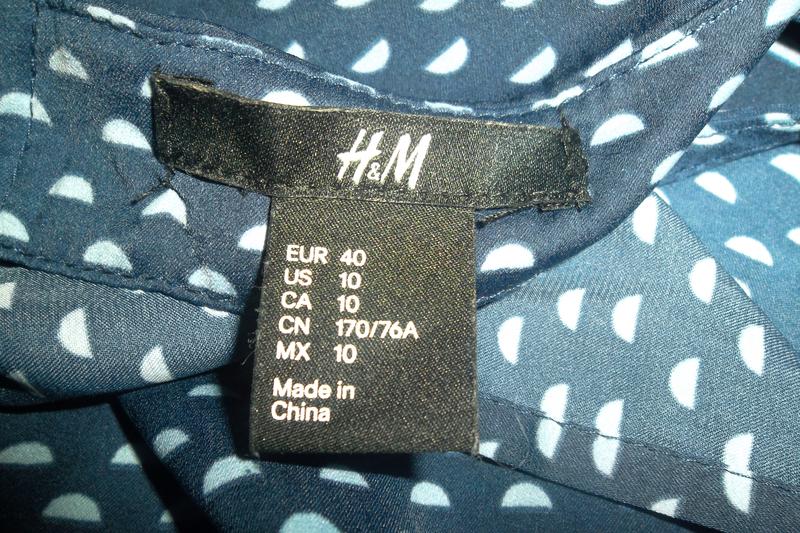 H&M
EUR 40
US 10
CA 10
CN 170/76A
MX 10
Made in
China